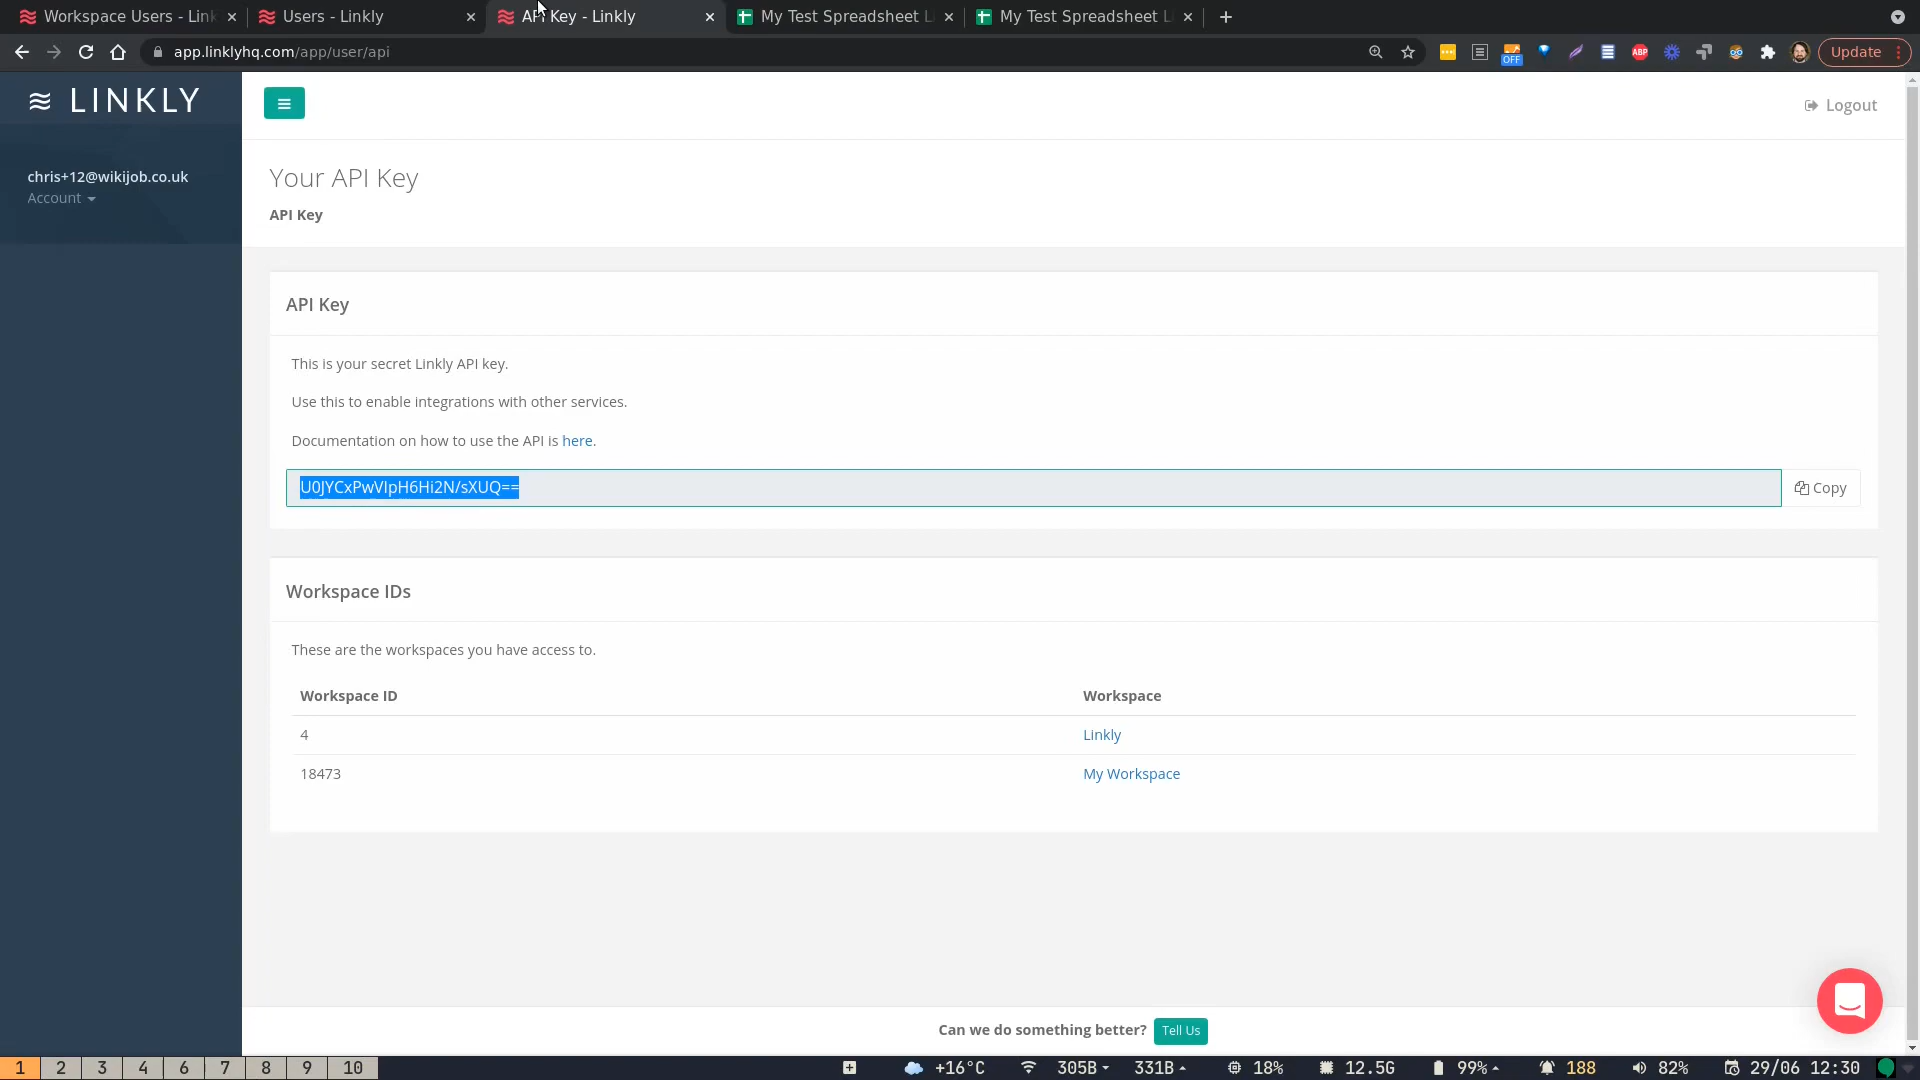 Workspace Users - Link
Users - Linkly
API Key - Linkly
My Test Spreadsheet L
My Test Spreadsheet L
app.linklyhq.com/app/user/api
OFF
ABP
Update
LINKLY
Logout
chris+12@wikijob.co.uk
Account
Your API Key
API Key
API Key
This is your secret Linkly API key.
Use this to enable integrations with other services.
Documentation on how to use the API is here.
U0JYCxPwVIpH6Hi2N/sXUQ==
Copy
Workspace IDs
These are the workspaces you have access to.
Workspace ID Workspace
4 Linkly
18473 My Workspace
Can we do something better? Tell Us
1 2 3 4 6 7 8 9 10 +16°C 305B 331B 18% 12.5G 99% 188 82% 29/06 12:30